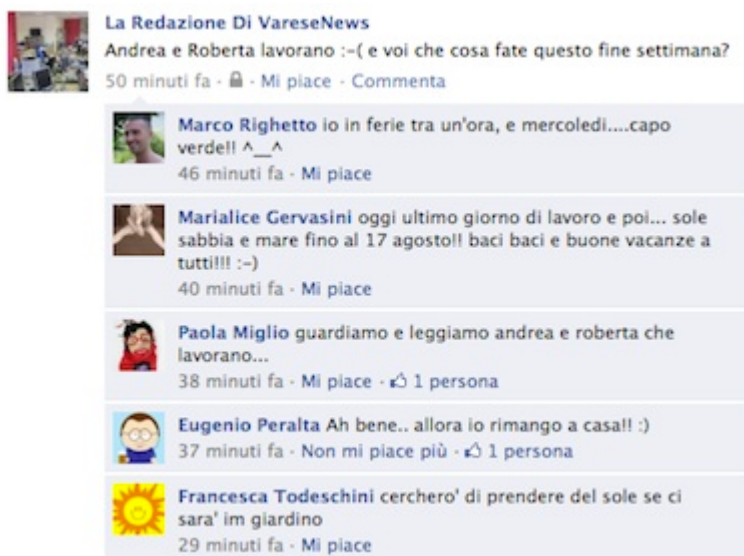 La Redazione Di VareseNews
Andrea e Roberta lavorano :-( e voi che cosa fate questo fine settimana?
50 minuti fa · Mi piace · Commenta
Marco Righetto io in ferie tra un'ora, e mercoledi....capo
verde!! ^__^
46 minuti fa · Mi piace
Marialice Gervasini oggi ultimo giorno di lavoro e poi... sole
sabbia e mare fino al 17 agosto!! baci baci e buone vacanze a
tutti!!! :-)
40 minuti fa · Mi piace
Paola Miglio guardiamo e leggiamo andrea e roberta che
lavorano...
38 minuti fa · Mi piace · 1 persona
Eugenio Peralta Ah bene.. allora io rimango a casa!! :)
37 minuti fa · Non mi piace più · 1 persona
Francesca Todeschini cerchero' di prendere del sole se ci
sara' im giardino
29 minuti fa · Mi piace